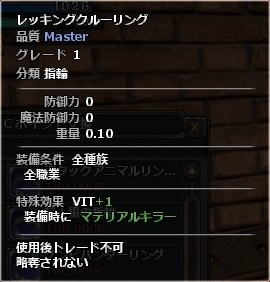 1026
レッキングクルーリング
品質 Master
グレード 1
分類 指輪
防御力 0
魔法防御力 0
重量 0.10
装備条件 全種族
全職業
特殊効果 VIT+1
装備時に マテリアルキラー
使用後トレード不可
略奪されない